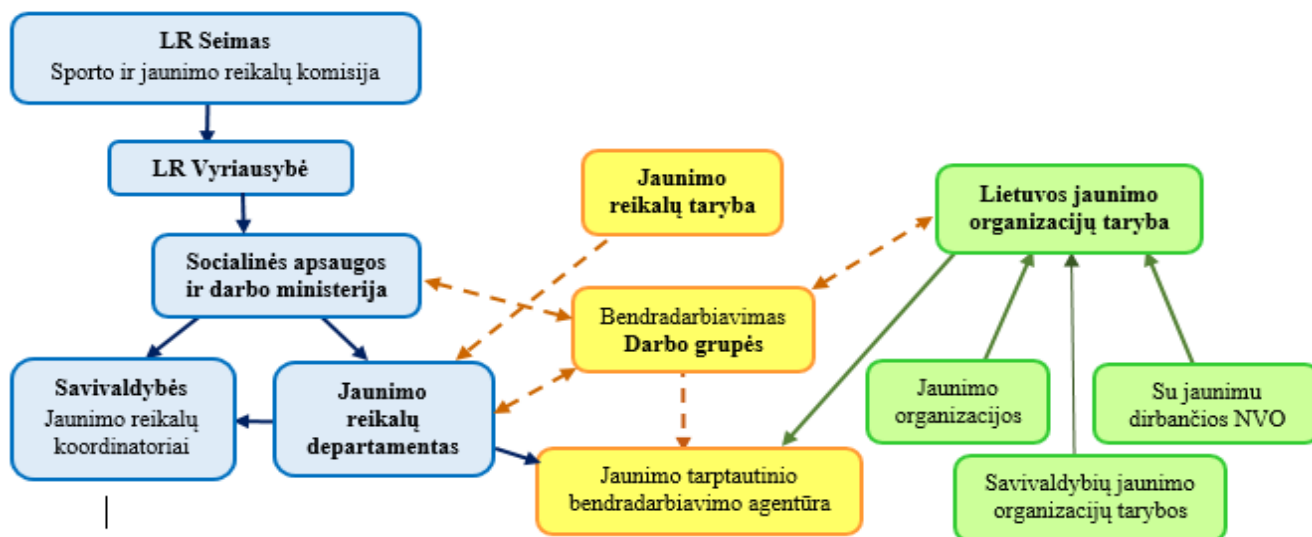 LR Seimas
Sporto ir jaunimo reikalų komisija
LR Vyriausybė
Jaunimo
reikalų taryba
Lietuvos jaunimo
organizacijų taryba
Socialinės apsaugos
ir darbo ministerija
Bendradarbiavimas
Darbo grupės
Savivaldybės
Jaunimo reikalų
koordinatoriai
Jaunimo
reikalų
departamentas
Jaunimo
organizacijos
Su jaunimu
dirbančios NVO
Jaunimo tarptautinio
bendradarbiavimo agentūra
Savivaldybių jaunimo
organizacijų tarybos